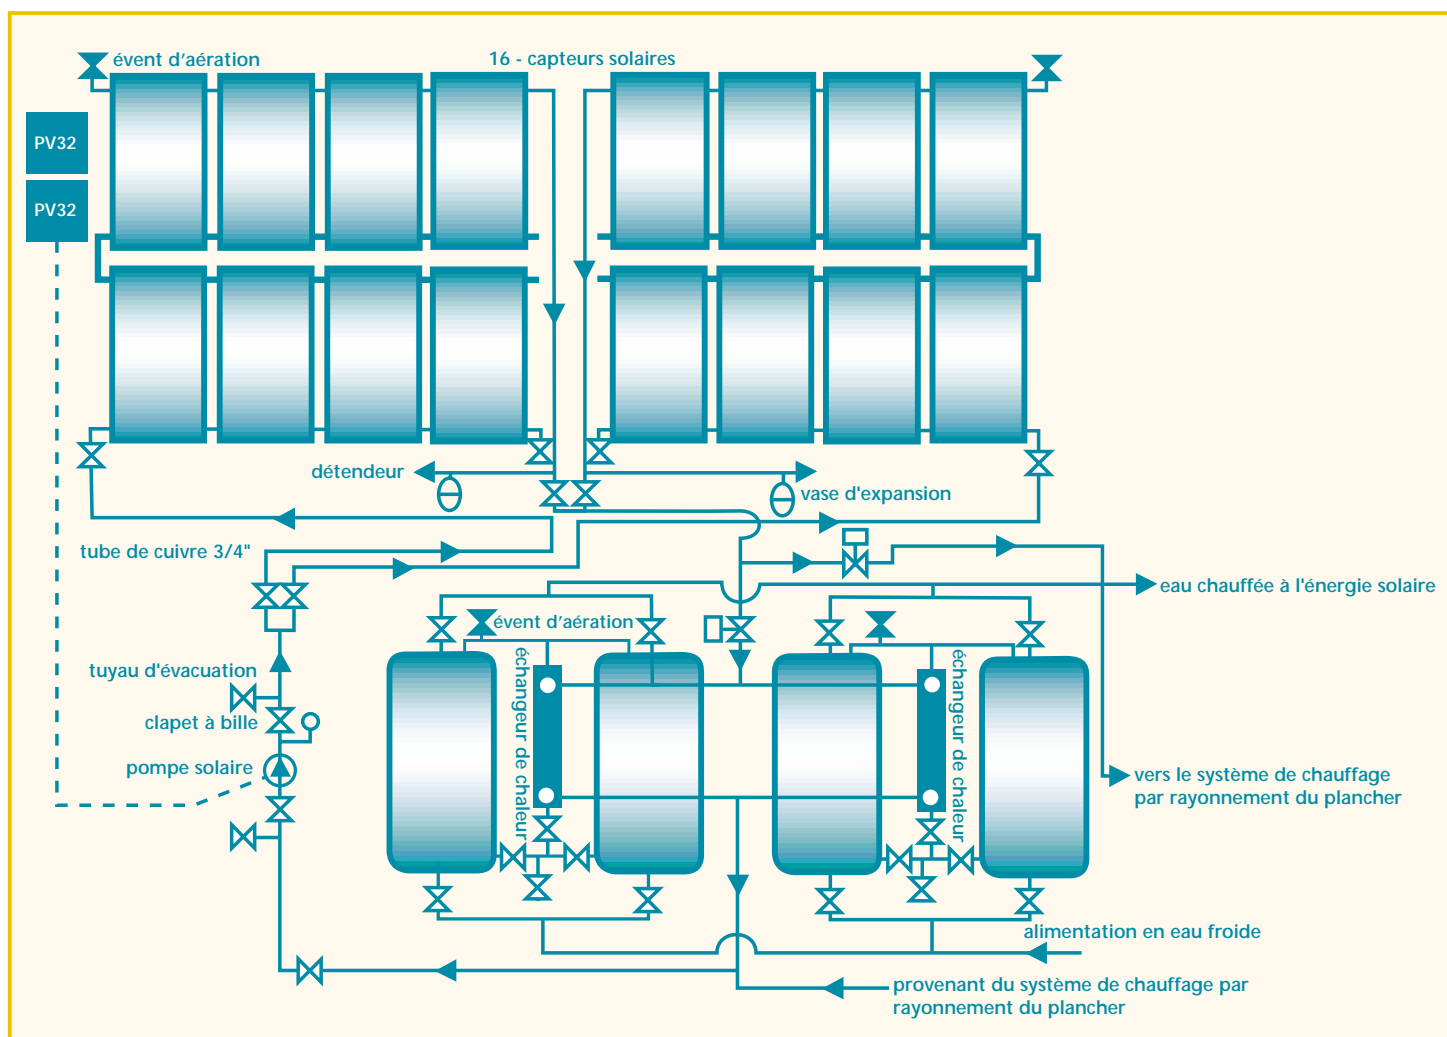 évent d'aération
16 - capteurs solaires
PV32
PV32
détendeur
vase d'expansion
tube de cuivre 3/4"
eau chauffée à l'énergie solaire
évent d'aération
échangeur de chaleur
échangeur de chaleur
tuyau d'évacuation
clapet à bille
pompe solaire
vers le système de chauffage
par rayonnement du plancher
alimentation en eau froide
provenant du système de chauffage par
rayonnement du plancher